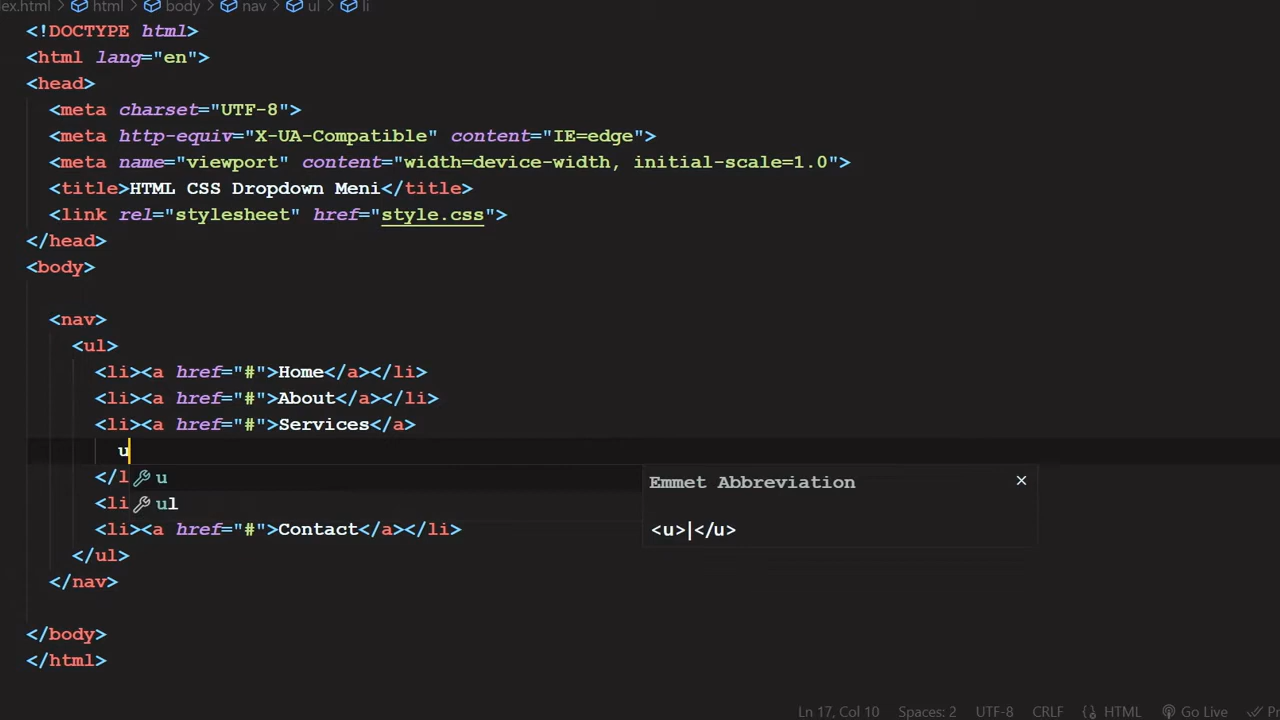 ex.html > html > body > nav > ul > li
<!DOCTYPE html>
<html lang="en">
<head>
<meta charset="UTF-8">
<meta http-equiv="X-UA-Compatible" content="IE=edge">
<meta name="viewport" content="width=device-width, initial-scale=1.0">
<title>HTML CSS Dropdown Meni</title>
<link rel="stylesheet" href="style.css">
</head>
<body>
<nav>
<ul>
<li><a href="#">Home</a></li>
<li><a href="#">About</a></li>
<li><a href="#">Services</a>
u
</l
u
Emmet Abbreviation
<li
ul
<u>|</u>
<li><a href="#">Contact</a></li>
</ul>
</nav>
</body>
</html>
Ln 17, Col 10 Spaces: 2 UTF-8 CRLF {} HTML Go Live